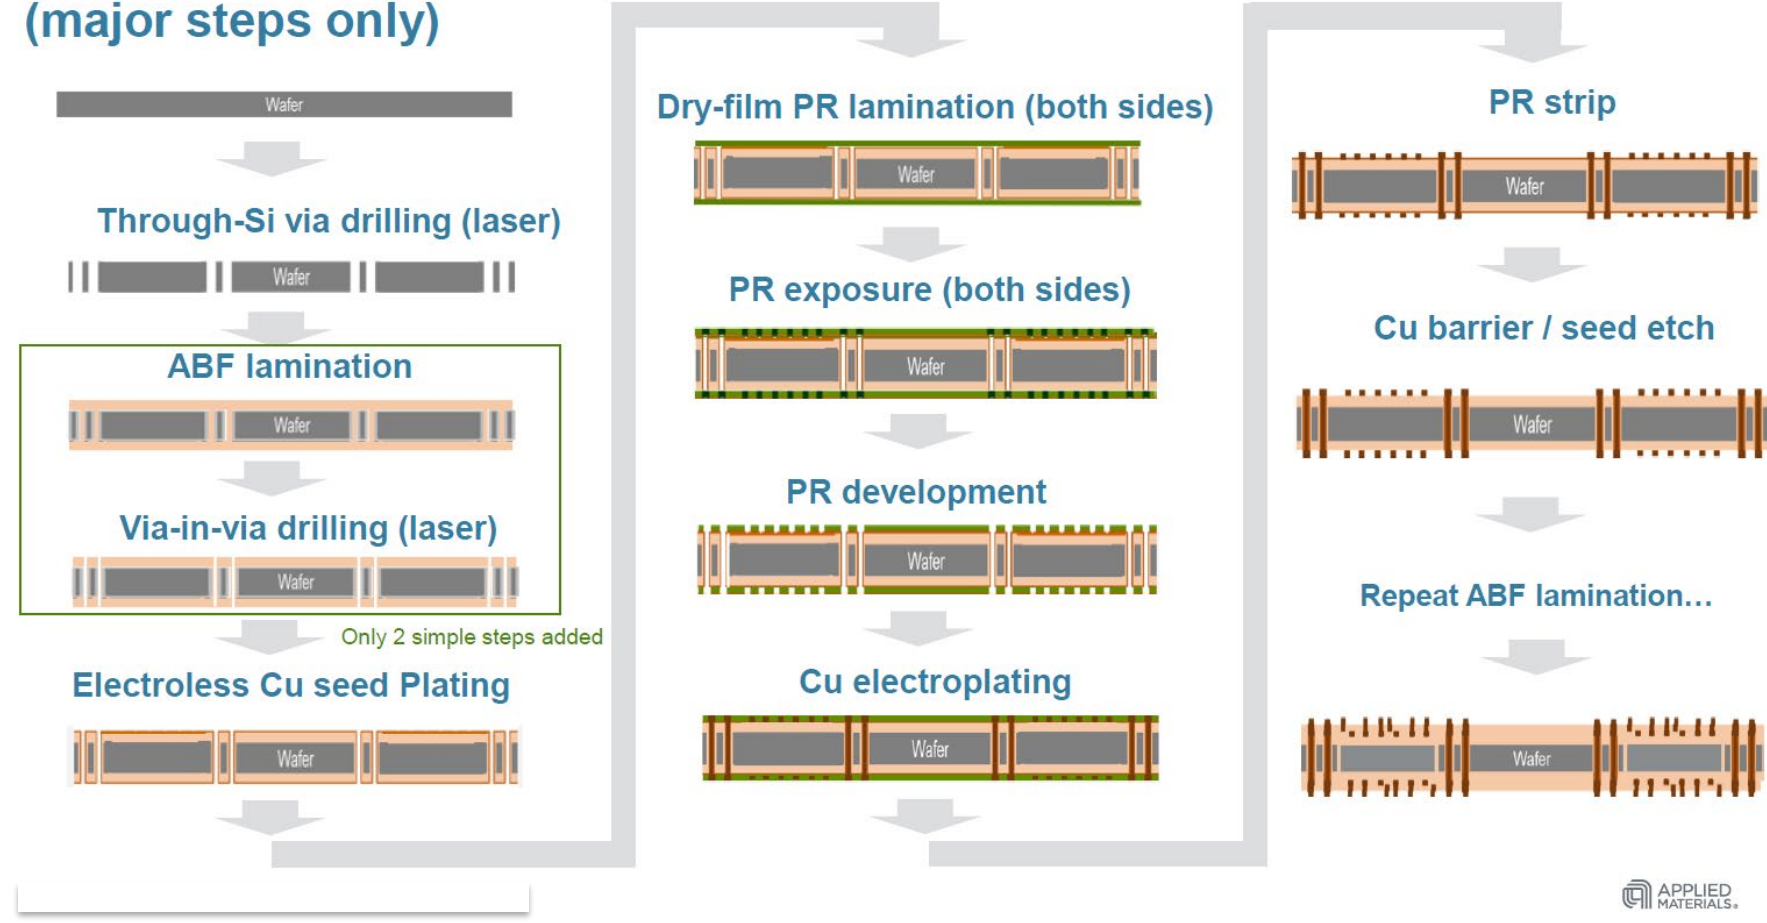 (major steps only)
Wafer
Through-Si via drilling (laser)
Wafer
ABF lamination
Wafer
Via-in-via drilling (laser)
Wafer
Only 2 simple steps added
Electroless Cu seed Plating
Wafer
Dry-film PR lamination (both sides)
Wafer
PR exposure (both sides)
Wafer
PR development
Wafer
Cu electroplating
Wafer
PR strip
Wafer
Cu barrier / seed etch
Wafer
Repeat ABF lamination…
Wafer
APPLIED
MATERIALS®